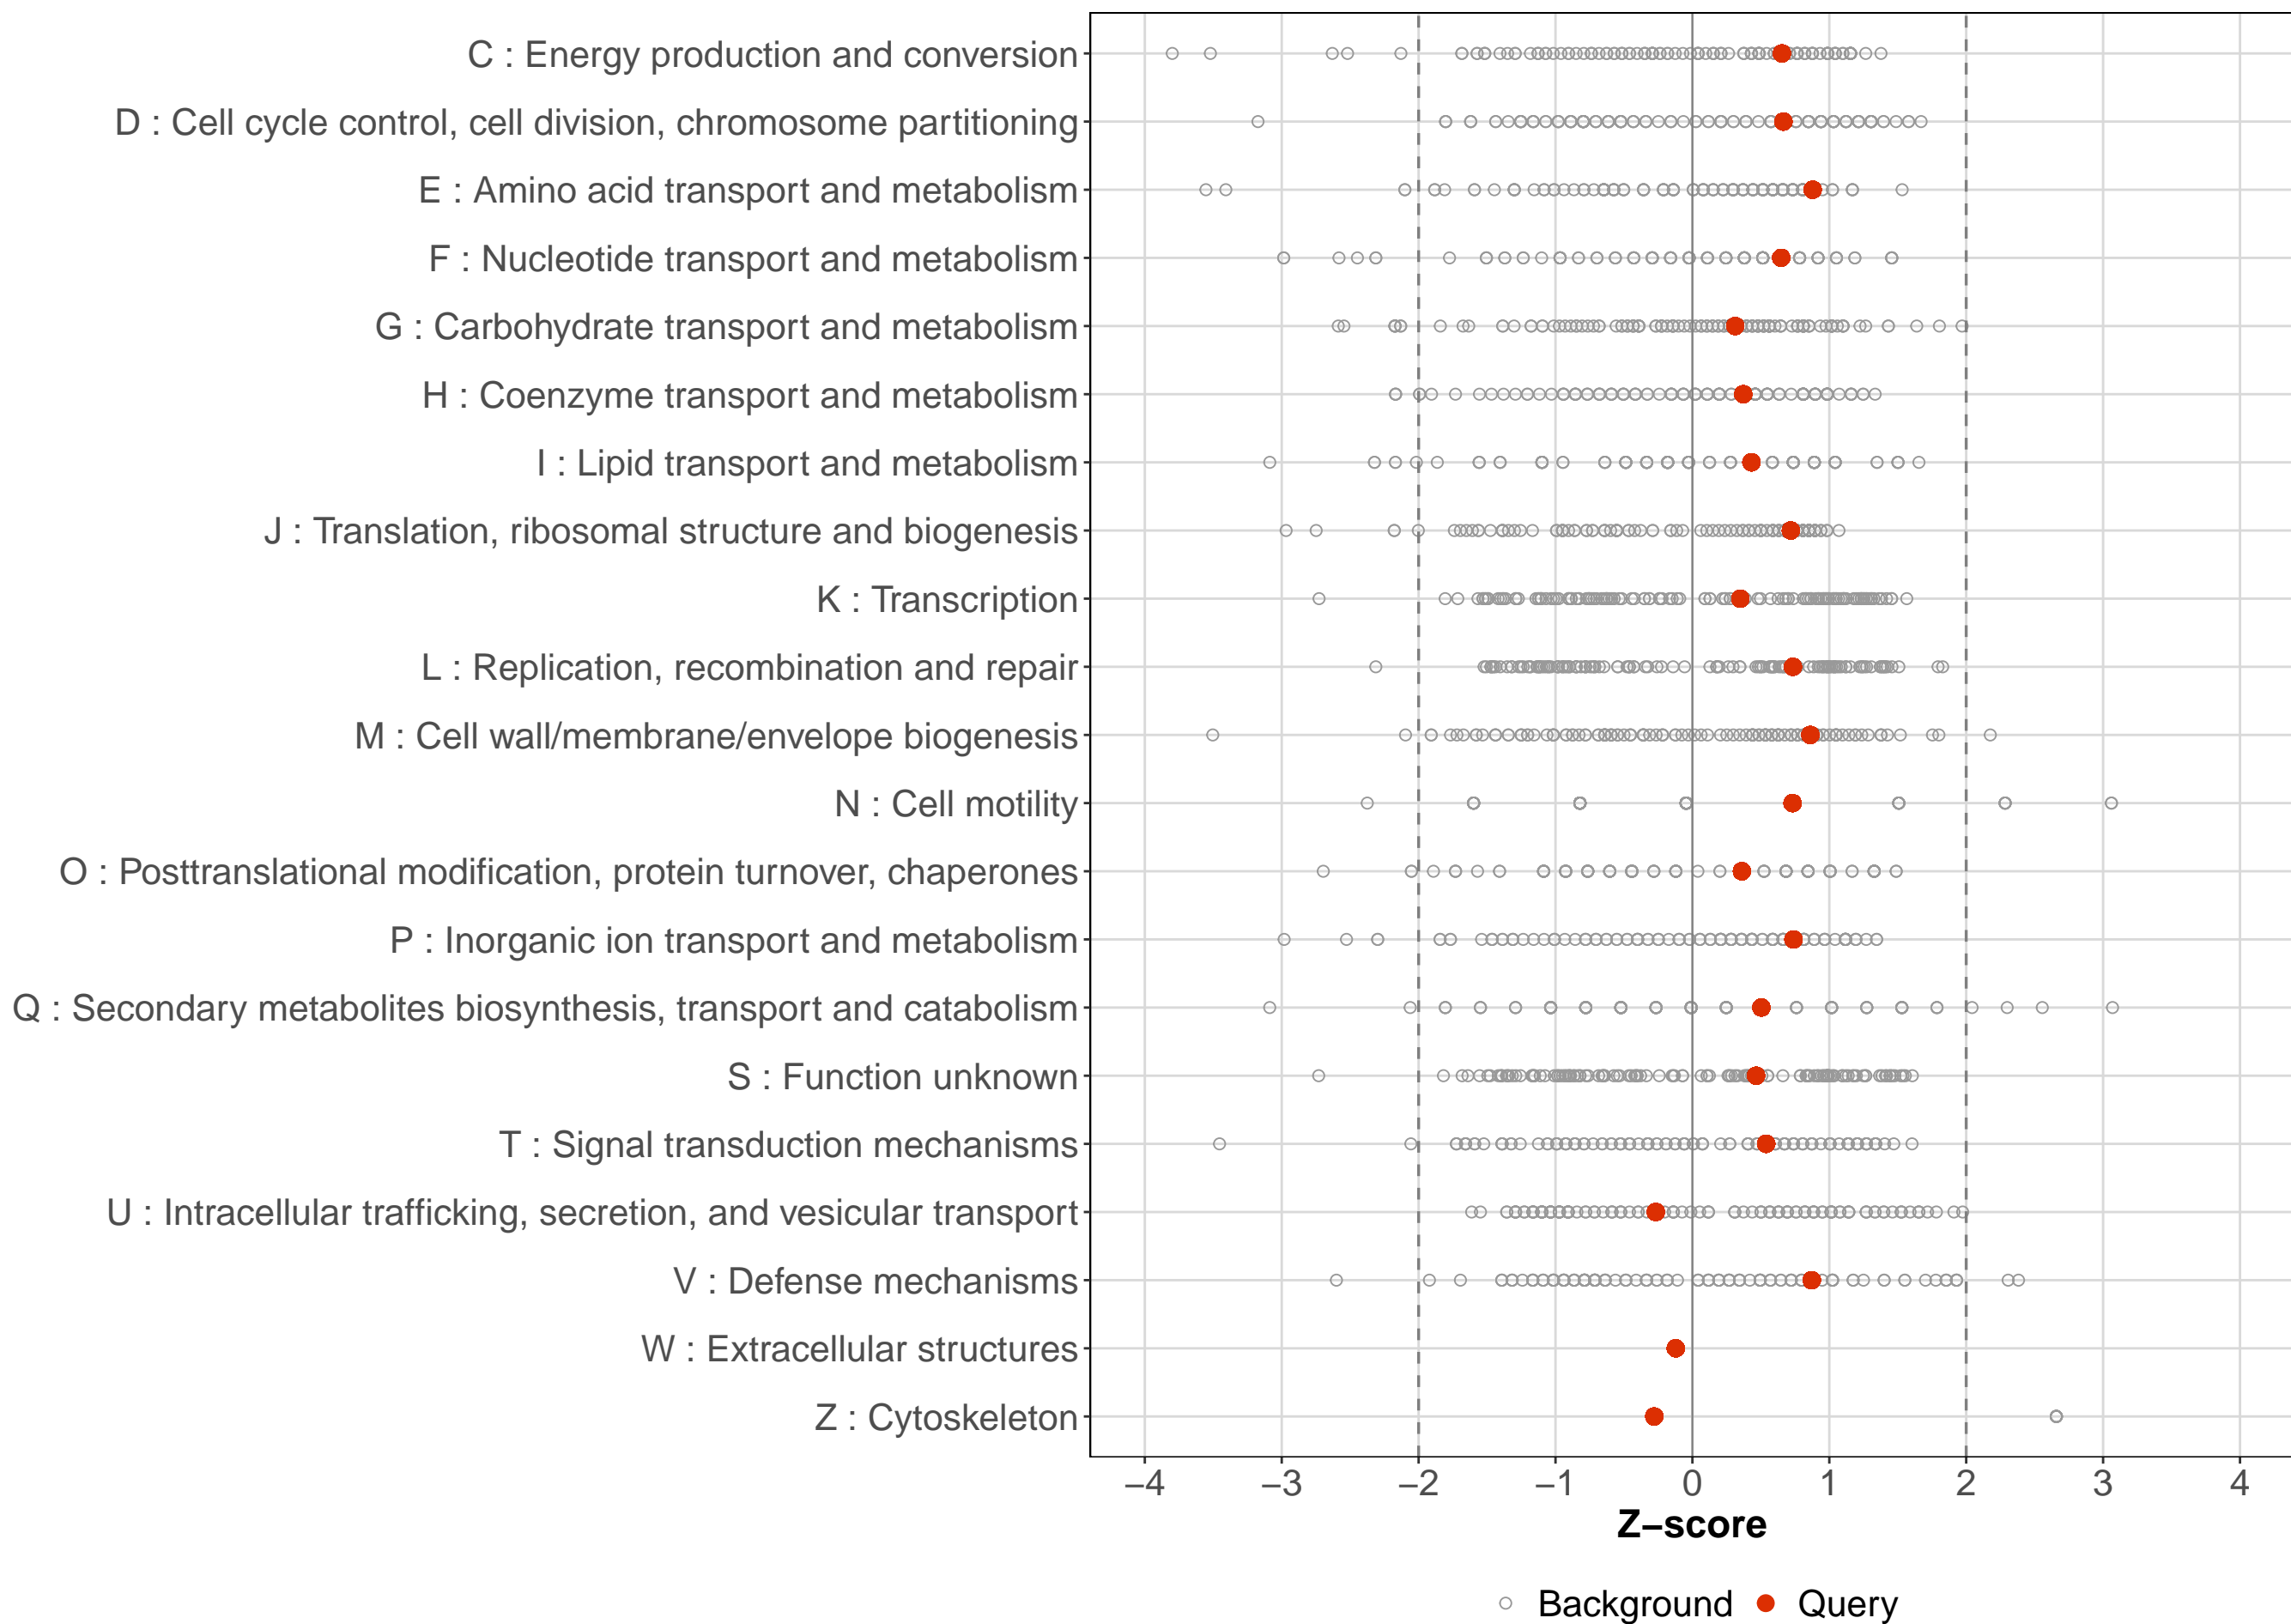 C : Energy production and conversion
D : Cell cycle control, cell division, chromosome partitioning
E : Amino acid transport and metabolism
F : Nucleotide transport and metabolism
G : Carbohydrate transport and metabolism
H : Coenzyme transport and metabolism
I : Lipid transport and metabolism
J : Translation, ribosomal structure and biogenesis
K : Transcription
L : Replication, recombination and repair
M : Cell wall/membrane/envelope biogenesis
N : Cell motility
O : Posttranslational modification, protein turnover, chaperones
P : Inorganic ion transport and metabolism
Q : Secondary metabolites biosynthesis, transport and catabolism
S : Function unknown
T : Signal transduction mechanisms
U : Intracellular trafficking, secretion, and vesicular transport
V : Defense mechanisms
W : Extracellular structures
Z : Cytoskeleton
−4 −3 −2 −1 0 1 2 3 4
Z−score
Background Query